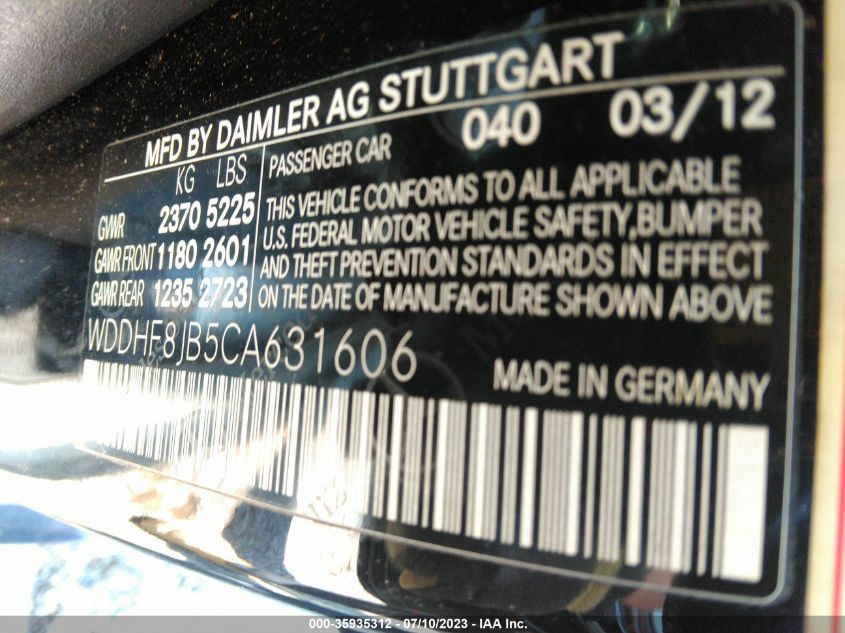 MFD BY DAIMLER AG STUTTGART
KG LBS
GVWR 2370 5225
GAWR FRONT 1180 2601
GAWR REAR 1235 2723
PASSENGER CAR 040 03/12
THIS VEHICLE CONFORMS TO ALL APPLICABLE
U.S. FEDERAL MOTOR VEHICLE SAFETY,BUMPER
AND THEFT PREVENTION STANDARDS IN EFFECT
ON THE DATE OF MANUFACTURE SHOWN ABOVE
WDDHF8JB5CA631606
MADE IN GERMANY
000-35935312 - 07/10/2023 - IAA Inc.